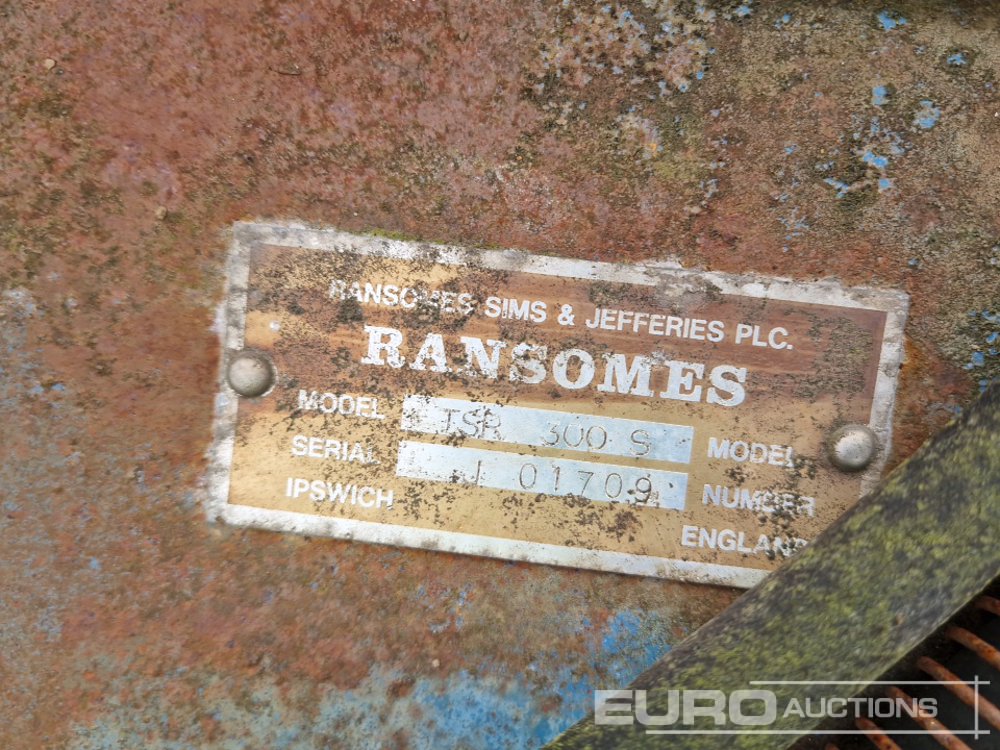 RANSOMES SIMS & JEFFERIES PLC.
RANSOMES
MODEL TSR 300 S MODEL
SERIAL J 01709 NUMBER
IPSWICH ENGLAND
EURO AUCTIONS